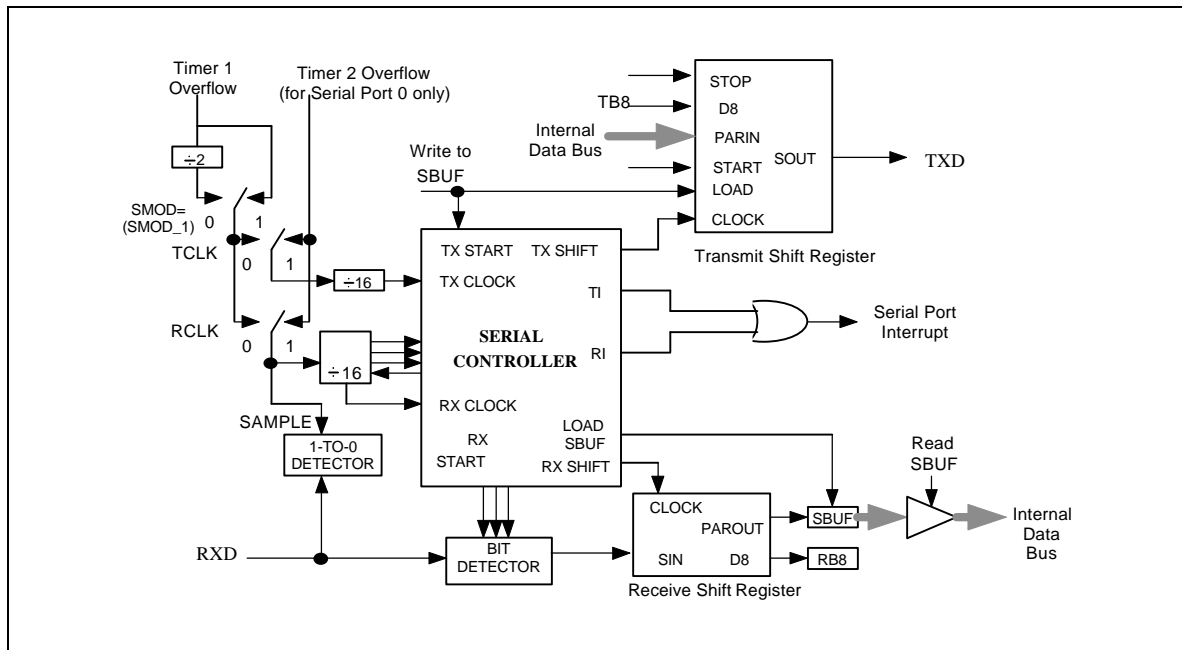 Timer 1
Overflow
Timer 2 Overflow
(for Serial Port 0 only)
÷2
SMOD=
(SMOD_1)
0
1
TCLK
0
1
÷16
RCLK
0
1
÷16
SAMPLE
1-TO-0
DETECTOR
RXD
Write to
SBUF
TB8
Internal
Data Bus
STOP
D8
PARIN
START
LOAD
CLOCK
SOUT
TXD
Transmit Shift Register
TX START
TX SHIFT
TX CLOCK
TI
SERIAL
CONTROLLER
RI
RX CLOCK
LOAD
SBUF
RX
START
RX SHIFT
Serial Port
Interrupt
BIT
DETECTOR
CLOCK
PAROUT
SIN
D8
Receive Shift Register
SBUF
RB8
Read
SBUF
Internal
Data
Bus